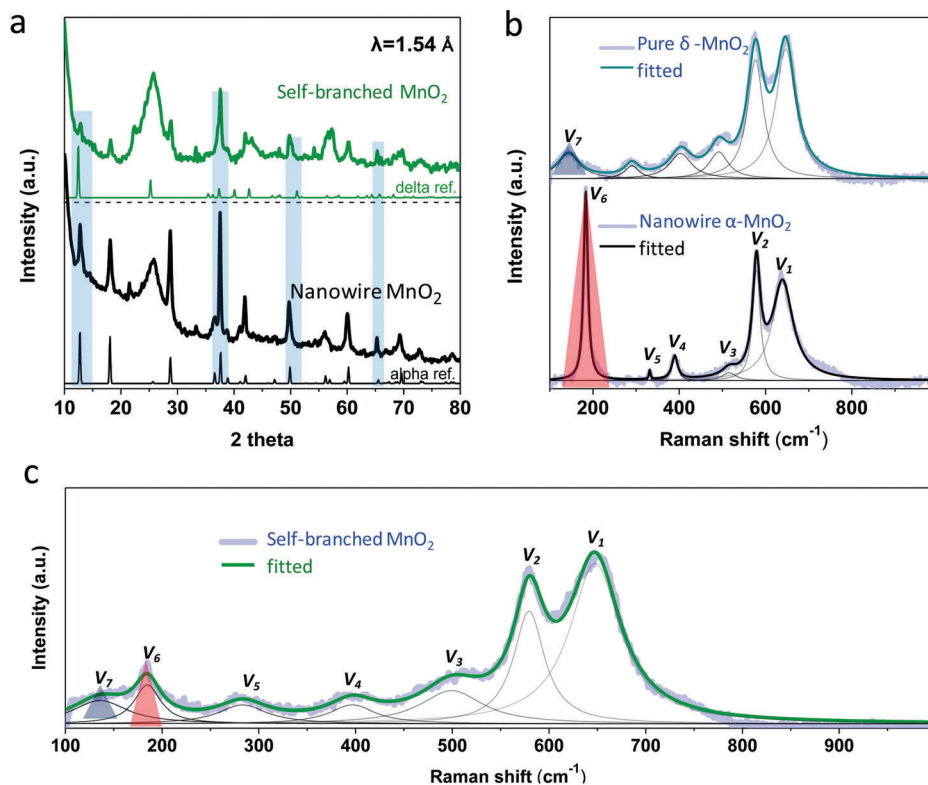 a
λ=1.54 Å
Self-branched MnO₂
delta ref.
Nanowire MnO₂
alpha ref.
Intensity (a.u.)
Intensity (a.u.)
10 20 30 40 50 60 70 80
2 theta
b
Pure δ -MnO₂
fitted
V₇
V₆
Nanowire α-MnO₂
fitted
V₅ V₄ V₃ V₂ V₁
Intensity (a.u.)
Intensity (a.u.)
200 400 600 800
Raman shift (cm⁻¹)
c
Self-branched MnO₂
fitted
V₇ V₆ V₅ V₄ V₃ V₂ V₁
Intensity (a.u.)
100 200 300 400 500 600 700 800 900
Raman shift (cm⁻¹)